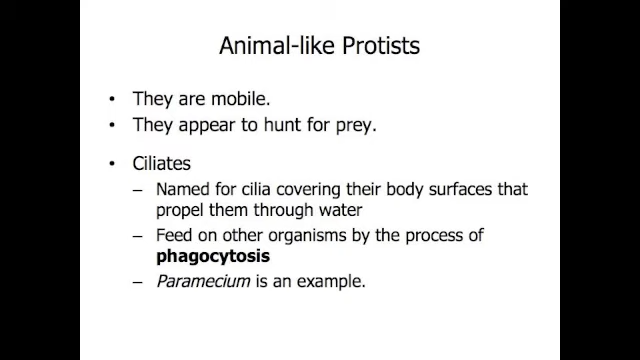 Animal-like Protists
• They are mobile.
• They appear to hunt for prey.
• Ciliates
– Named for cilia covering their body surfaces that
propel them through water
– Feed on other organisms by the process of
phagocytosis
– Paramecium is an example.